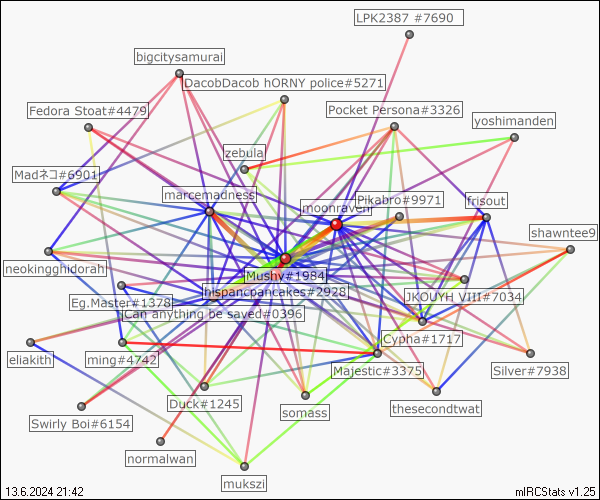 LPK2387 #7690
bigcitysamurai
DacobDacob hORNY police#5271
Fedora Stoat#4479
Pocket Persona#3326
yoshimanden
zebula
Madネコ#6901
marcemadness
Pikabro#9971
frisout
moonraven
shawntee9
neokingghidorah
Mushy#1984
hispancpancakes#2928
JKOUYH VIII#7034
Eg.Master#1378
Can anything be saved#0396
Cypha#1717
eliakith
ming#4742
Majestic#3375
Silver#7938
Duck#1245
somass
thesecondtwat
Swirly Boi#6154
normalwan
mukszi
13.6.2024 21:42
mIRCStats v1.25